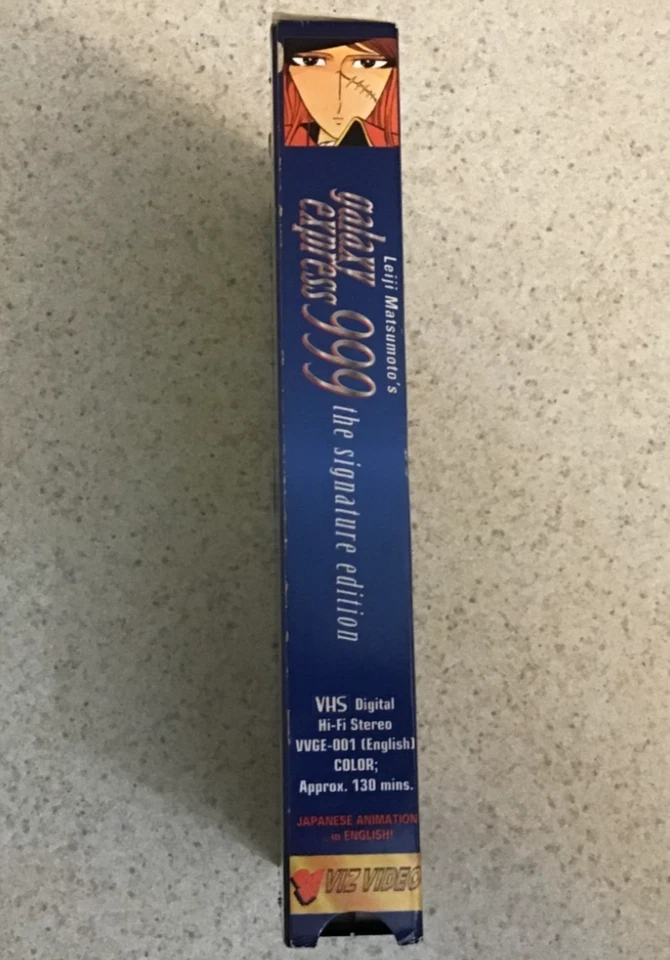 Leiji Matsumoto's
galaxy
express 999
the signature edition
VHS Digital
Hi-Fi Stereo
VVGE-001 (English)
COLOR;
Approx. 130 mins.
JAPANESE ANIMATION
in ENGLISH!
VIZ VIDEO